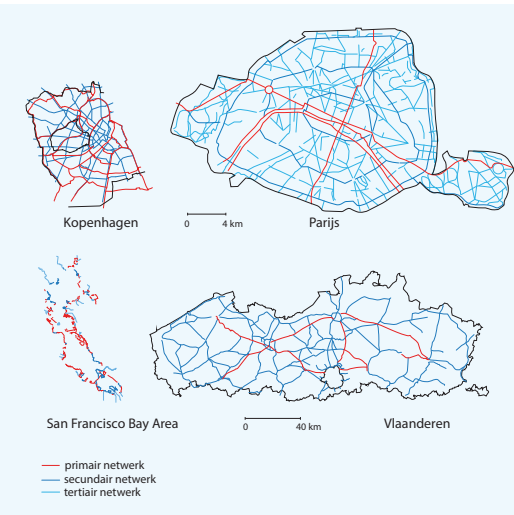 Kopenhagen
0 4 km
Parijs
San Francisco Bay Area
0 40 km
Vlaanderen
primair netwerk
secundair netwerk
tertiair netwerk